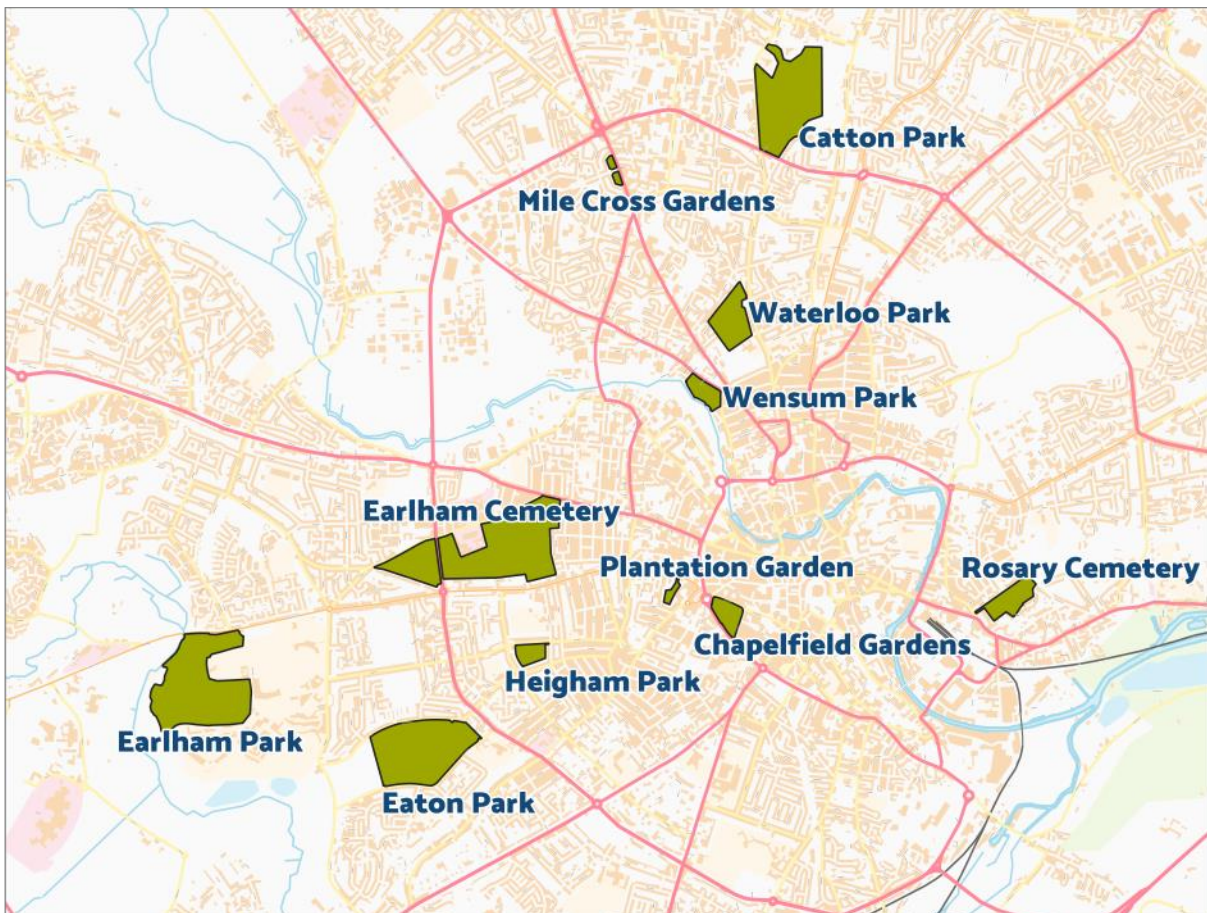 Catton Park
Mile Cross Gardens
Waterloo Park
Wensum Park
Earlham Cemetery
Plantation Garden
Rosary Cemetery
Chapelfield Gardens
Heigham Park
Earlham Park
Eaton Park